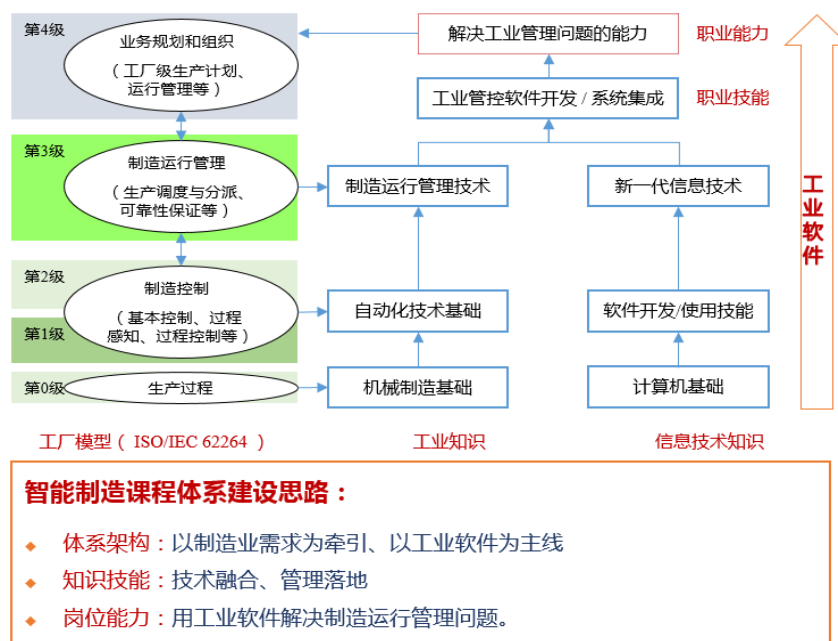 第4级
业务规划和组织
（工厂级生产计划、
运行管理等）
解决工业管理问题的能力
职业能力
工业管控软件开发 / 系统集成
职业技能
第3级
制造运行管理
（生产调度与分派、
可靠性保证等）
制造运行管理技术
新一代信息技术
工业软件
第2级
制造控制
（基本控制、过程
感知、过程控制等）
第1级
自动化技术基础
软件开发/使用技能
第0级
生产过程
机械制造基础
计算机基础
工厂模型（ ISO/IEC 62264 ）
工业知识
信息技术知识
智能制造课程体系建设思路：
体系架构：以制造业需求为牵引、以工业软件为主线
知识技能：技术融合、管理落地
岗位能力：用工业软件解决制造运行管理问题。